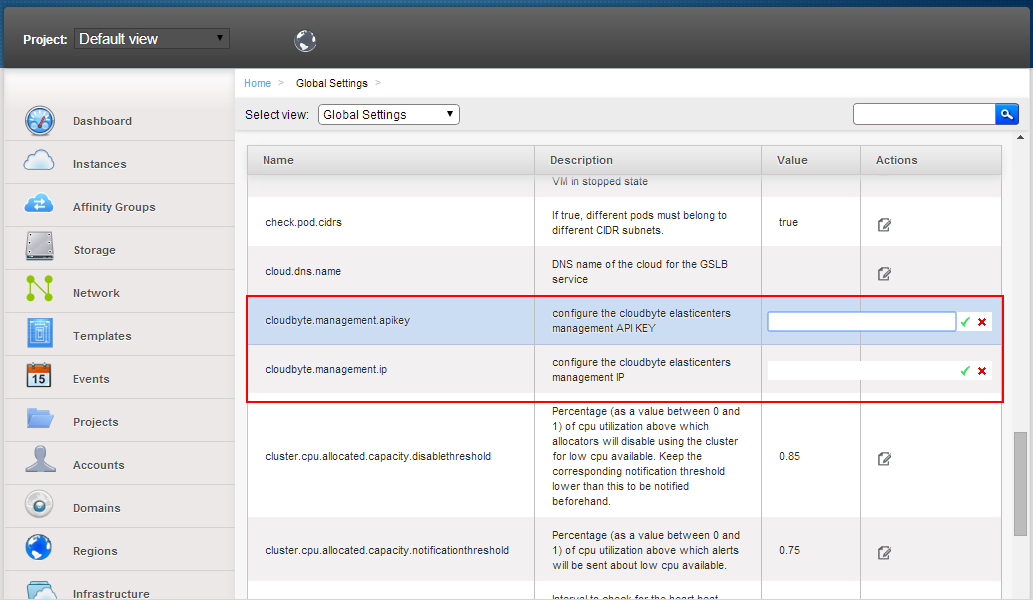 Project: Default view
Home > Global Settings >
Select view: Global Settings
Dashboard
Instances
Affinity Groups
Storage
Network
Templates
15
Events
Projects
Accounts
Domains
Regions
Infrastructure
Name Description Value Actions
VM in stopped state
check.pod.cidrs
If true, different pods must belong to
different CIDR subnets.
true
cloud.dns.name
DNS name of the cloud for the GSLB
service
cloudbyte.management.apikey
configure the cloudbyte elasticenters
management API KEY
cloudbyte.management.ip
configure the cloudbyte elasticenters
management IP
cluster.cpu.allocated.capacity.disablethreshold
Percentage (as a value between 0 and
1) of cpu utilization above which
allocators will disable using the cluster
for low cpu available. Keep the
corresponding notification threshold
lower than this to be notified
beforehand.
0.85
cluster.cpu.allocated.capacity.notificationthreshold
Percentage (as a value between 0 and
1) of cpu utilization above which alerts
will be sent about low cpu available.
0.75
Interval to check for the heart beat